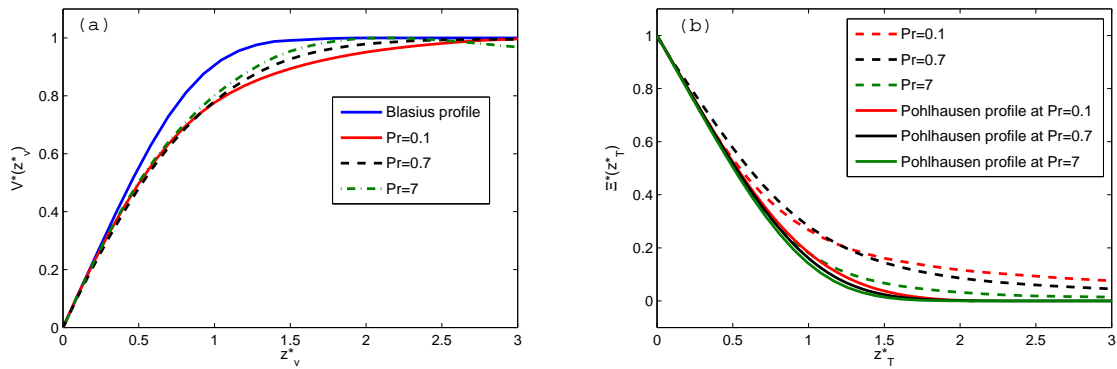 (a)
V*(z*v)
1
0.8
0.6
0.4
0.2
0
0
0.5
1
1.5
2
2.5
3
z*v
Blasius profile
Pr=0.1
Pr=0.7
Pr=7
(b)
Ξ*(z*T)
1
0.8
0.6
0.4
0.2
0
0
0.5
1
1.5
2
2.5
3
z*T
Pr=0.1
Pr=0.7
Pr=7
Pohlhausen profile at Pr=0.1
Pohlhausen profile at Pr=0.7
Pohlhausen profile at Pr=7